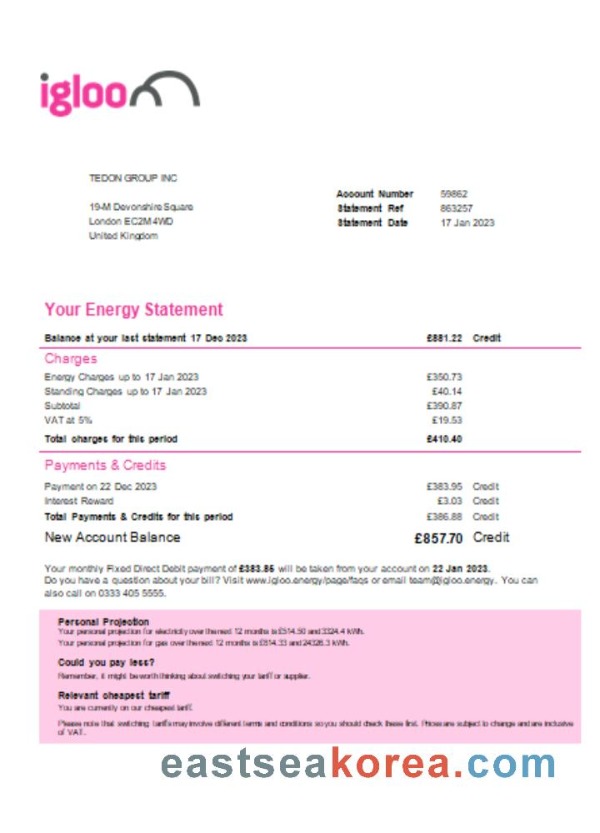 igloo
TEDON GROUP INC
19-M Devonshire Square
London EC2M 4WD
United Kingdom
Account Number 59862
Statement Ref 863257
Statement Date 17 Jan 2023
Your Energy Statement
Balance at your last statement 17 Dec 2023 £881.22 Credit
Charges
Energy Charges up to 17 Jan 2023 £350.73
Standing Charges up to 17 Jan 2023 £40.14
Subtotal £390.87
VAT at 5% £19.53
Total charges for this period £410.40
Payments & Credits
Payment on 22 Dec 2023 £383.95 Credit
Interest Reward £3.03 Credit
Total Payments & Credits for this period £386.88 Credit
New Account Balance £857.70 Credit
Your monthly Fixed Direct Debit payment of £383.85 will be taken from your account on 22 Jan 2023.
Do you have a question about your bill? Visit www.igloo.energy/page/faqs or email team@igloo.energy. You can
also call on 0333 405 5555.
Personal Projection
Your personal projection for electricity over the next 12 months is £514.50 and 3324.4 kWh.
Your personal projection for gas over the next 12 months is £814.33 and 24326.3 kWh.
Could you pay less?
Remember, it might be worth thinking about switching your tariff or supplier.
Relevant cheapest tariff
You are currently on our cheapest tariff.
Please note that switching tariffs may involve different terms and conditions so you should check these first. Prices are subject to change and are inclusive
of VAT.
eastseakorea.com